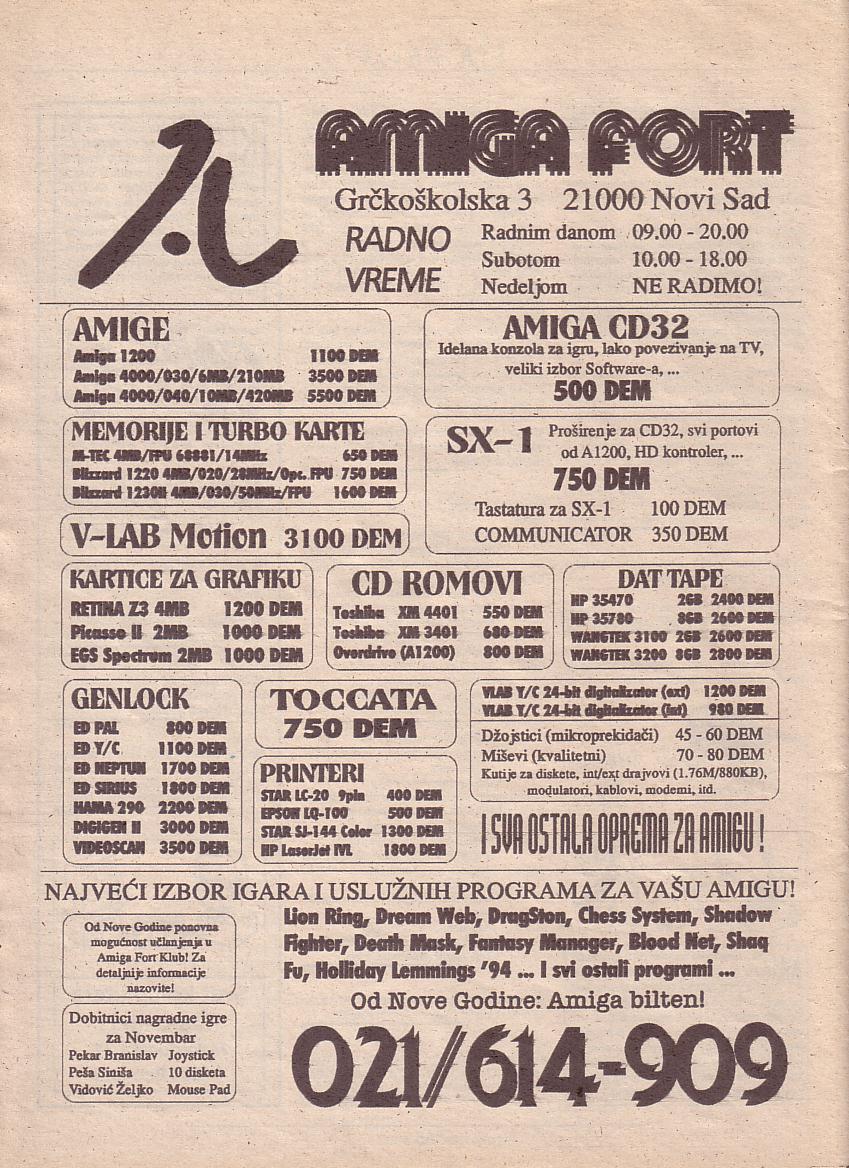 AMIGA FORT
Grčkoškolska 3 21000 Novi Sad
RADNO VREME
Radnim danom 09.00 - 20.00
Subotom 10.00 - 18.00
Nedeljom NE RADIMO!
AMIGE
Amiga 1200 1100 DEM
Amiga 4000/030/6MB/210MB 3500 DEM
Amiga 4000/040/10MB/420MB 5500 DEM
AMIGA CD32
Idelana konzola za igru, lako povezivanje na TV,
veliki izbor Software-a, ...
500 DEM
MEMORIJE I TURBO KARTE
M-TEC 4MB/FPU 68881/14MHz 650 DEM
Blizzard 1220 4MB/020/28MHz/Opc. FPU 750 DEM
Blizzard 1230II 4MB/030/50MHz/FPU 1600 DEM
SX-1 Proširenje za CD32, svi portovi
od A1200, HD kontroler, ...
750 DEM
Tastatura za SX-1 100 DEM
COMMUNICATOR 350 DEM
V-LAB Motion 3100 DEM
KARTICE ZA GRAFIKU
RETINA Z3 4MB 1200 DEM
Picasso II 2MB 1000 DEM
EGS Spectrum 2MB 1000 DEM
CD ROMOVI
Toshiba XM 4401 550 DEM
Toshiba XM 3401 680 DEM
Overdrive (A1200) 800 DEM
DAT TAPE
HP 35470 2GB 2400 DEM
HP 35780 8GB 2600 DEM
WANGTEK 3100 2GB 2600 DEM
WANGTEK 3200 8GB 2800 DEM
GENLOCK
ED PAL 800 DEM
ED Y/C 1100 DEM
ED NEPTUN 1700 DEM
ED SIRIUS 1800 DEM
HAMA 290 2200 DEM
DIGIGEN II 3000 DEM
VIDEOSCAN 3500 DEM
TOCCATA
750 DEM
PRINTERI
STAR LC-20 9pin 400 DEM
EPSON LQ-100 500 DEM
STAR SJ-144 Color 1300 DEM
HP LaserJet IVL 1800 DEM
VLAB Y/C 24-bit digitalizator (ext) 1200 DEM
VLAB Y/C 24-bit digitalizator (int) 980 DEM
Džojstici (mikroprekidači) 45 - 60 DEM
Miševi (kvalitetni) 70 - 80 DEM
Kutije za diskete, int/ext drajvovi (1.76M/880KB),
modulatori, kablovi, modemi, itd.
I SVA OSTALA OPREMA ZA AMIGU !
NAJVEĆI IZBOR IGARA I USLUŽNIH PROGRAMA ZA VAŠU AMIGU!
Od Nove Godine ponovna
mogućnost učlanjenja u
Amiga Fort Klub! Za
detaljnije informacije
nazovite!
Lion Ring, Dream Web, DragSton, Chess System, Shadow
Fighter, Death Mask, Fantasy Manager, Blood Net, Shaq
Fu, Holliday Lemmings '94 ... I svi ostali programi ...
Od Nove Godine: Amiga bilten!
Dobitnici nagradne igre
za Novembar
Pekar Branislav Joystick
Peša Siniša 10 disketa
Vidović Željko Mouse Pad
021/614-909